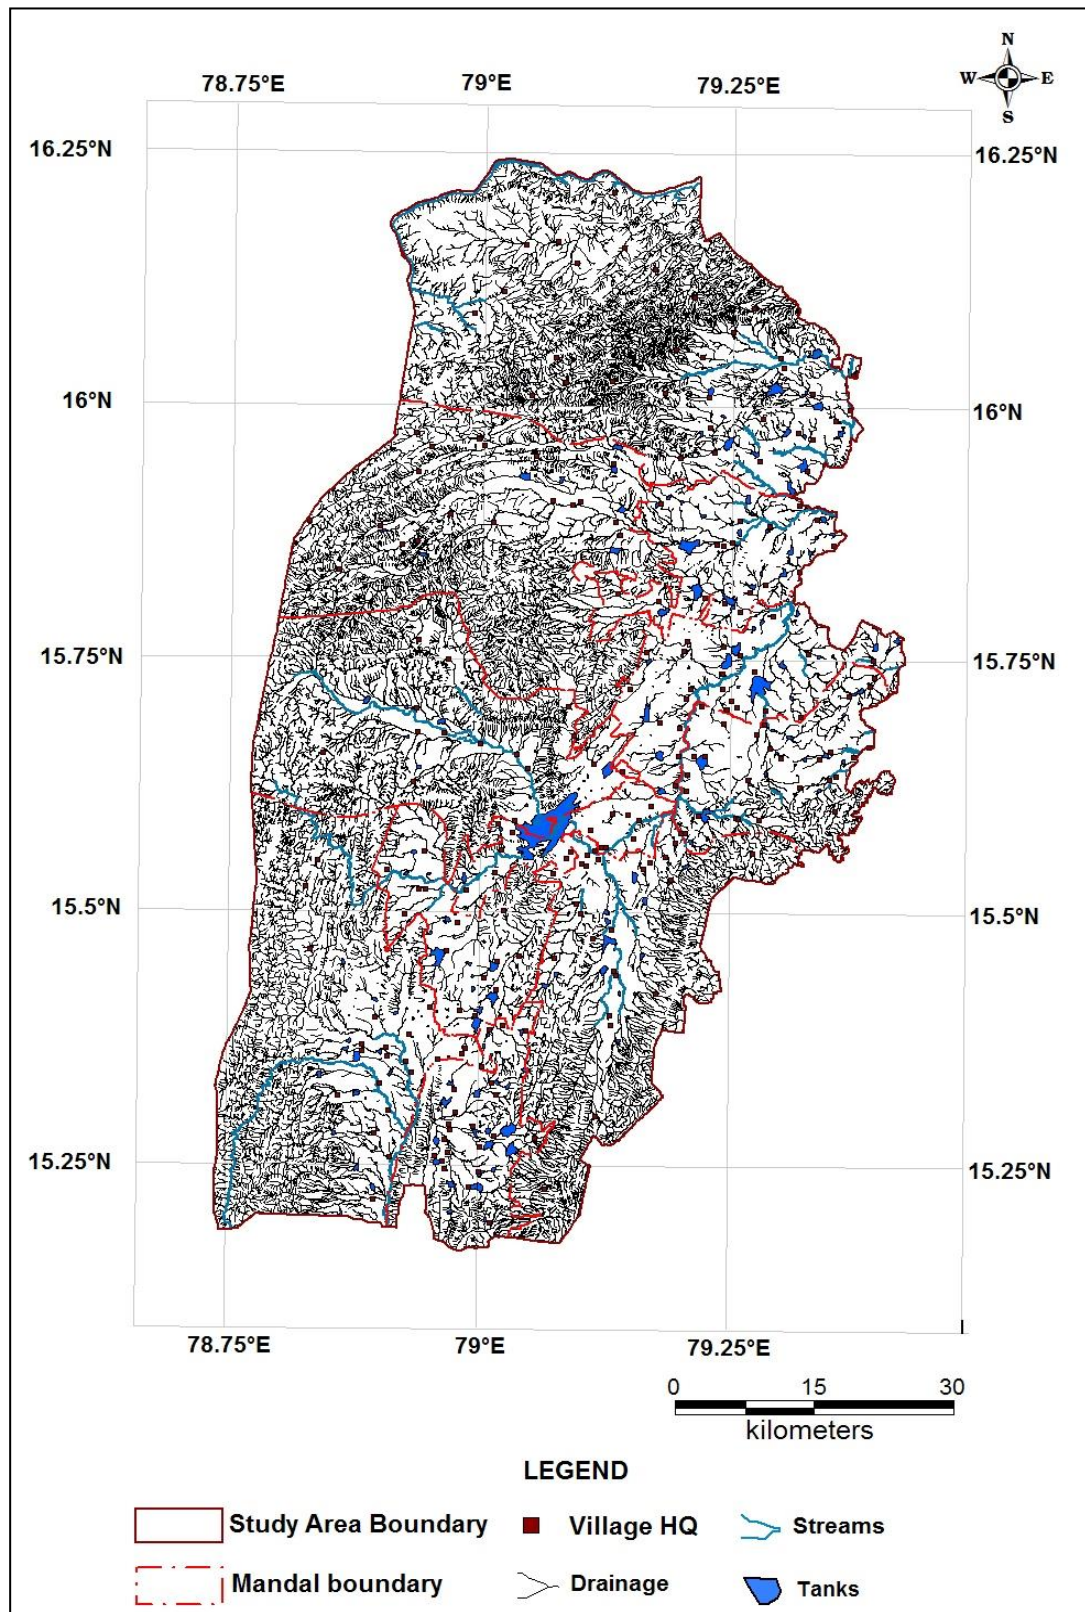 N
W E
S
78.75°E 79°E 79.25°E
16.25°N 16.25°N
16°N 16°N
15.75°N 15.75°N
15.5°N 15.5°N
15.25°N 15.25°N
78.75°E 79°E 79.25°E
0 15 30
kilometers
LEGEND
Study Area Boundary Village HQ Streams
Mandal boundary Drainage Tanks